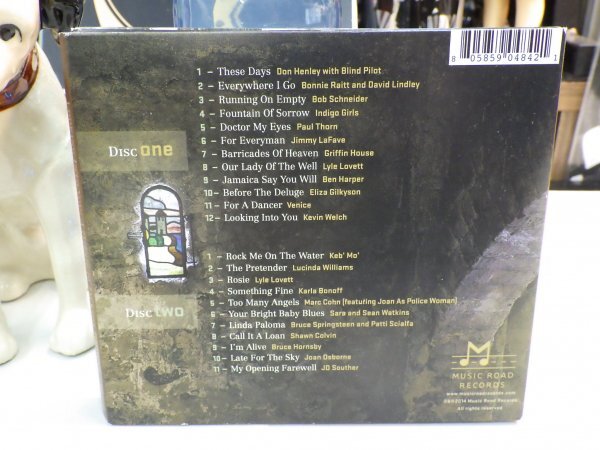 8 05859 04842 1
1 – These Days Don Henley with Blind Pilot
2 – Everywhere I Go Bonnie Raitt and David Lindley
3 – Running On Empty Bob Schneider
4 – Fountain Of Sorrow Indigo Girls
5 – Doctor My Eyes Paul Thorn
6 – For Everyman Jimmy LaFave
7 – Barricades Of Heaven Griffin House
8 – Our Lady Of The Well Lyle Lovett
9 – Jamaica Say You Will Ben Harper
10 – Before The Deluge Eliza Gilkyson
11 – For A Dancer Venice
12 – Looking Into You Kevin Welch
Disc one
1 – Rock Me On The Water Keb' Mo'
2 – The Pretender Lucinda Williams
3 – Rosie Lyle Lovett
4 – Something Fine Karla Bonoff
5 – Too Many Angels Marc Cohn (featuring Joan As Police Woman)
6 – Your Bright Baby Blues Sara and Sean Watkins
7 – Linda Paloma Bruce Springsteen and Patti Scialfa
8 – Call It A Loan Shawn Colvin
9 – I'm Alive Bruce Hornsby
10 – Late For The Sky Joan Osborne
11 – My Opening Farewell JD Souther
Disc two
MUSIC ROAD
RECORDS
www.musicroadrecords.com
℗©2014 Music Road Records
All rights reserved